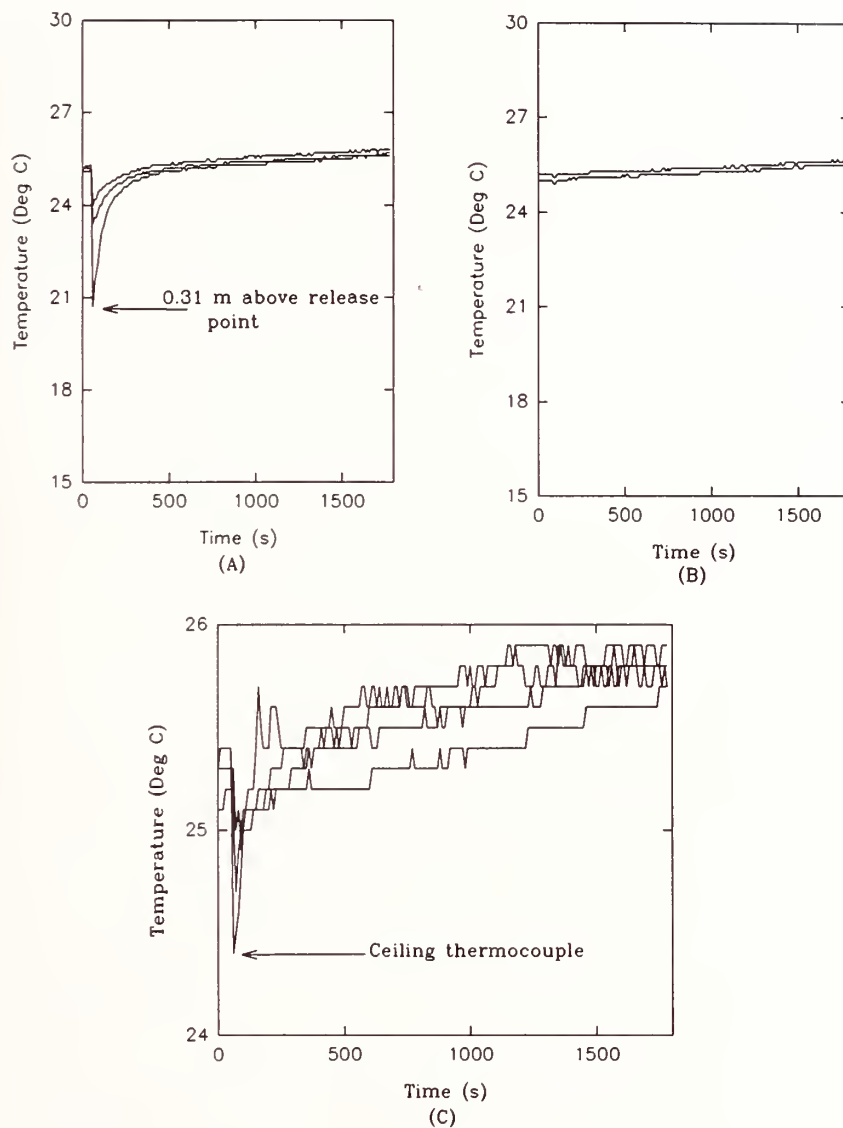 30
27
24
21
18
15
Temperature (Deg C)
0.31 m above release
point
0 500 1000 1500
Time (s)
(A)
30
27
24
21
18
15
Temperature (Deg C)
0 500 1000 1500
Time (s)
(B)
26
25
24
Temperature (Deg C)
Ceiling thermocouple
0 500 1000 1500
Time (s)
(C)